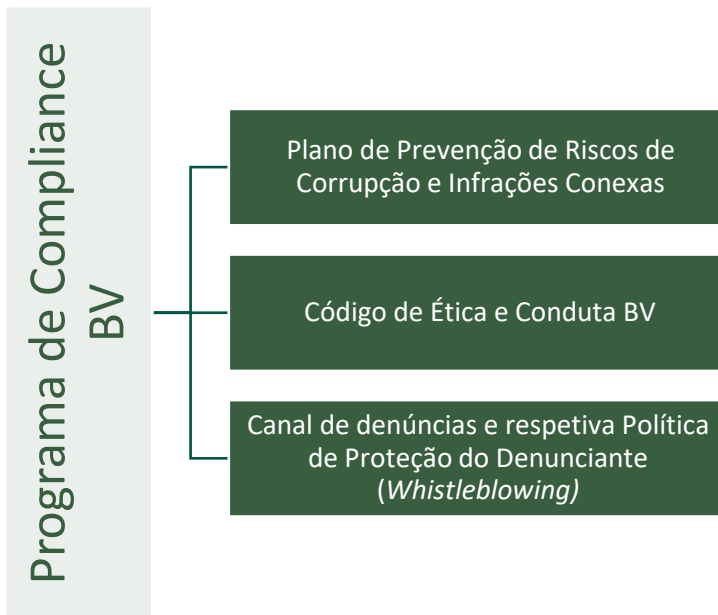 Programa de Compliance
BV
Plano de Prevenção de Riscos de
Corrupção e Infrações Conexas
Código de Ética e Conduta BV
Canal de denúncias e respetiva Política
de Proteção do Denunciante
(Whistleblowing)